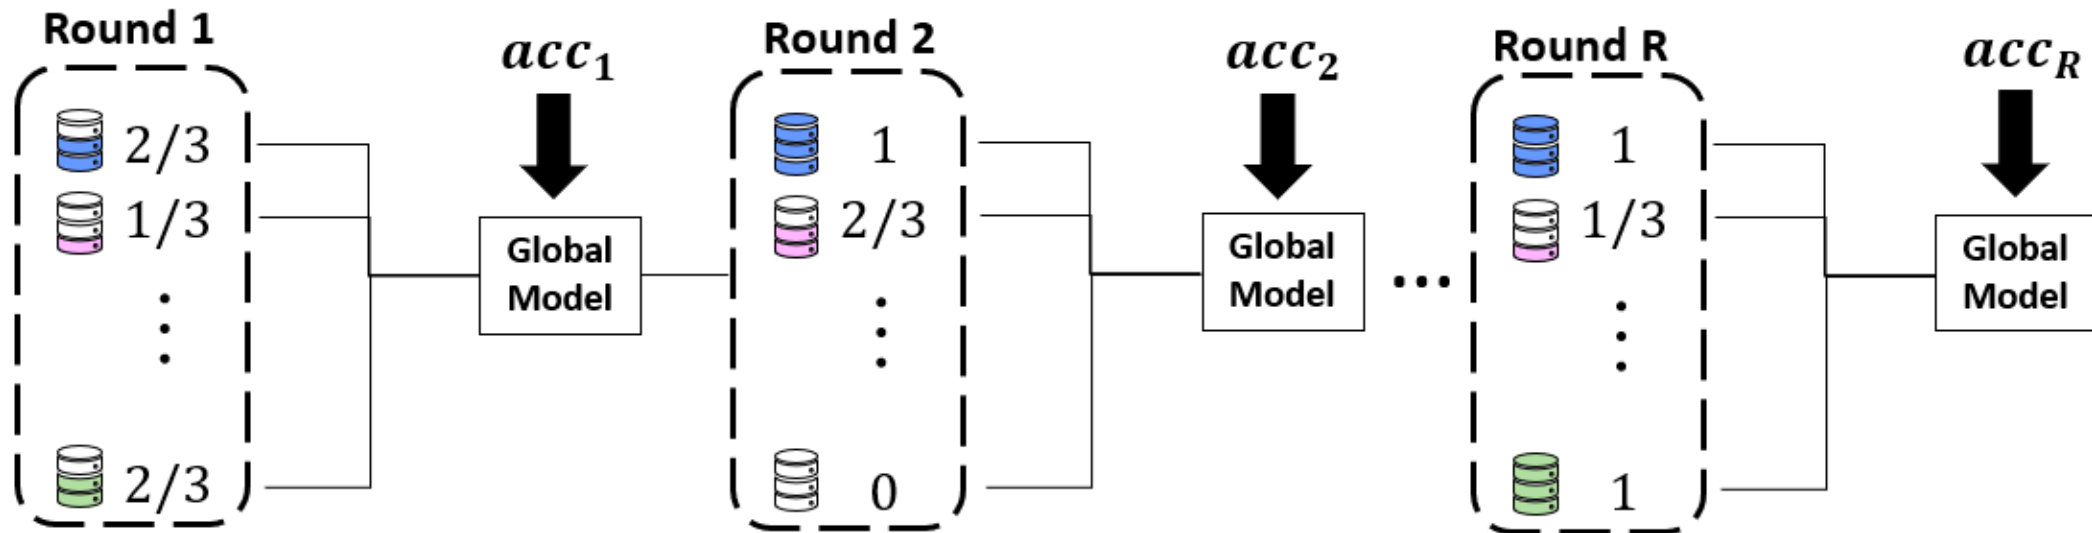 Round 1
2/3
1/3
⋮
2/3
acc₁
Global
Model
Round 2
1
2/3
⋮
0
acc₂
Global
Model
...
Round R
1
1/3
⋮
1
acc_R
Global
Model